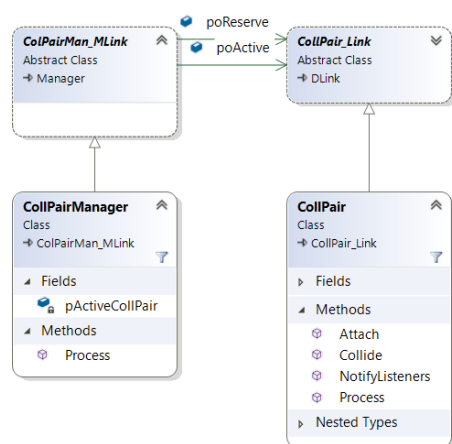 poReserve
poActive
ColPairMan_MLink
Abstract Class
Manager
CollPair_Link
Abstract Class
DLink
CollPairManager
Class
ColPairMan_MLink
Fields
pActiveCollPair
Methods
Process
CollPair
Class
CollPair_Link
Fields
Methods
Attach
Collide
NotifyListeners
Process
Nested Types